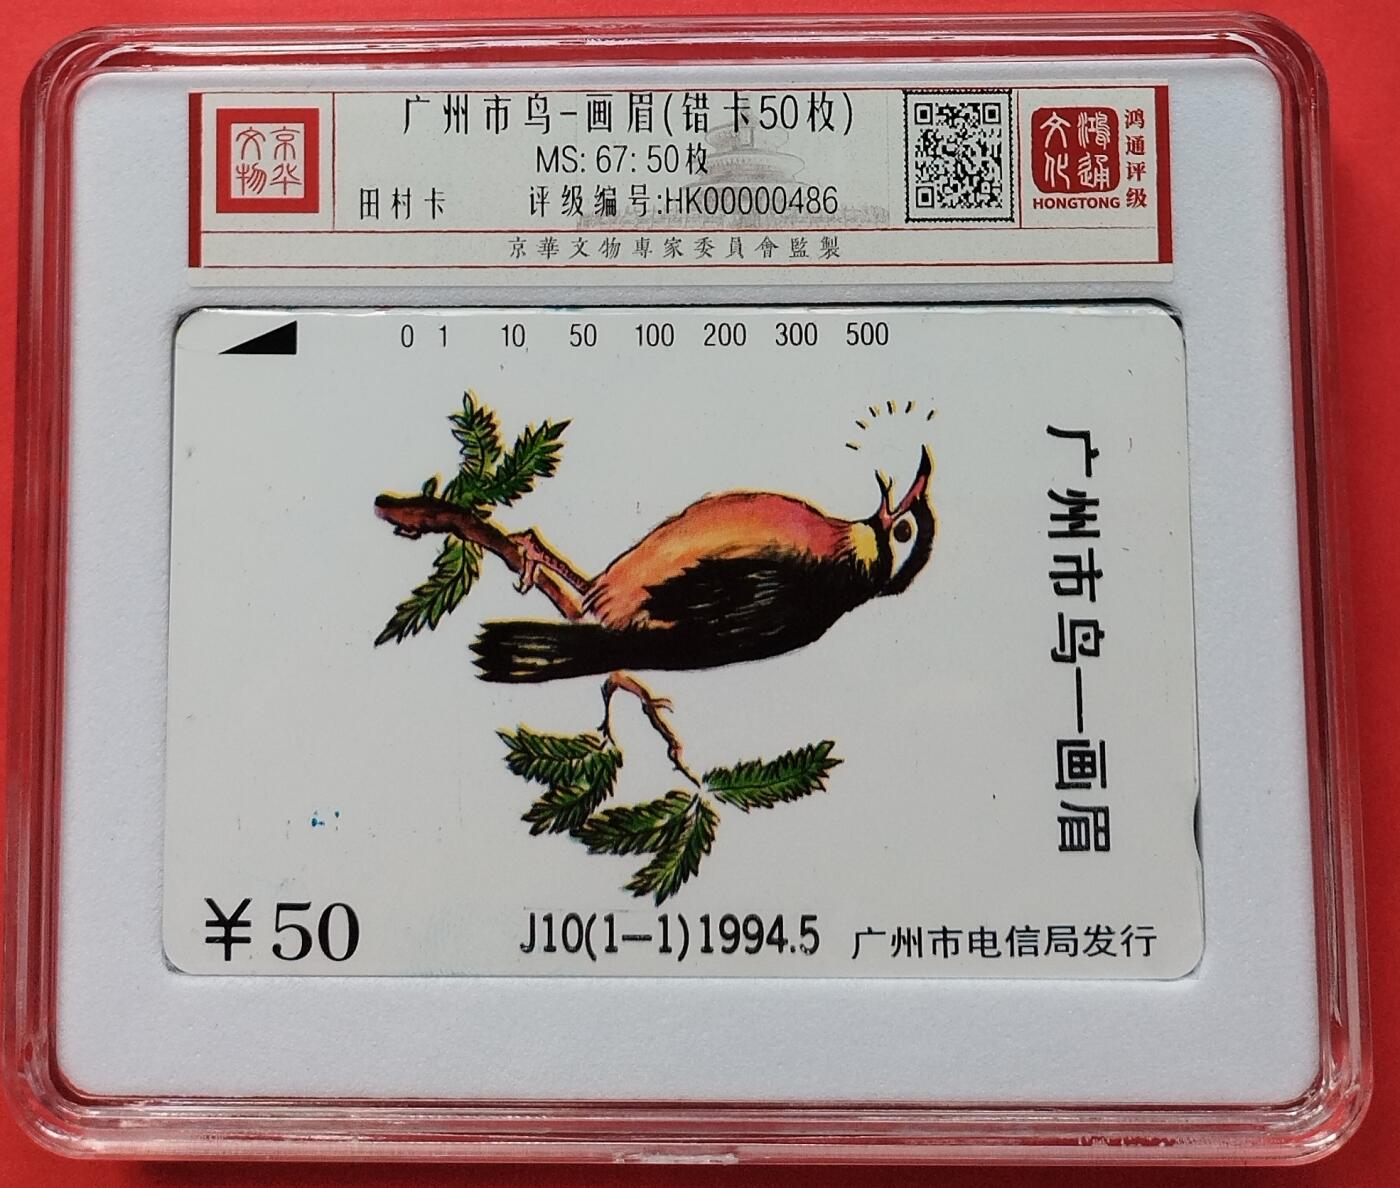 京华文物
广州市鸟-画眉(错卡50枚)
MS: 67: 50枚
田村卡 评级编号:HK00000486
京華文物專家委員會監製
鸿通文化
HONGTONG
鸿通评级
0 1 10 50 100 200 300 500
广州市鸟—画眉
¥50
J10(1—1)1994.5 广州市电信局发行